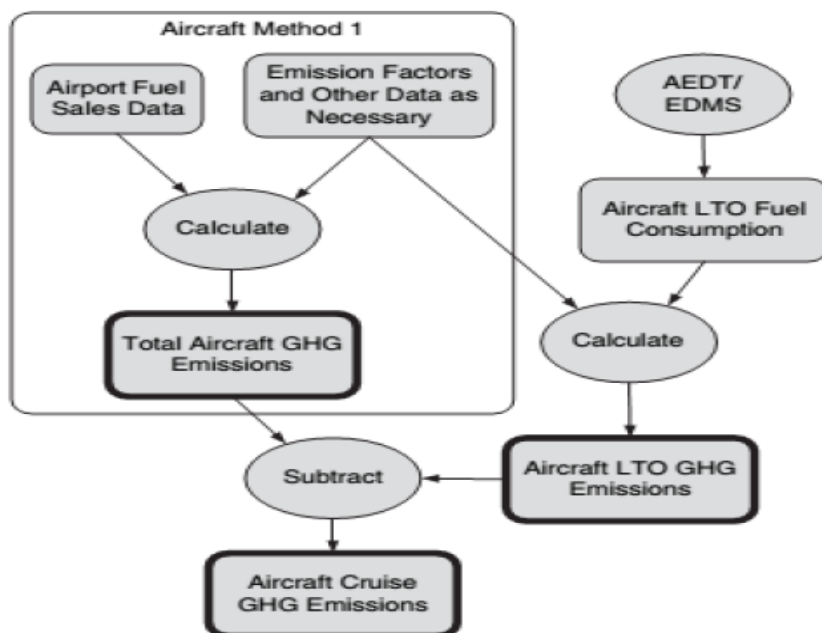 Aircraft Method 1
Airport Fuel
Sales Data
Emission Factors
and Other Data as
Necessary
AEDT/
EDMS
Calculate
Aircraft LTO Fuel
Consumption
Total Aircraft GHG
Emissions
Calculate
Subtract
Aircraft LTO GHG
Emissions
Aircraft Cruise
GHG Emissions